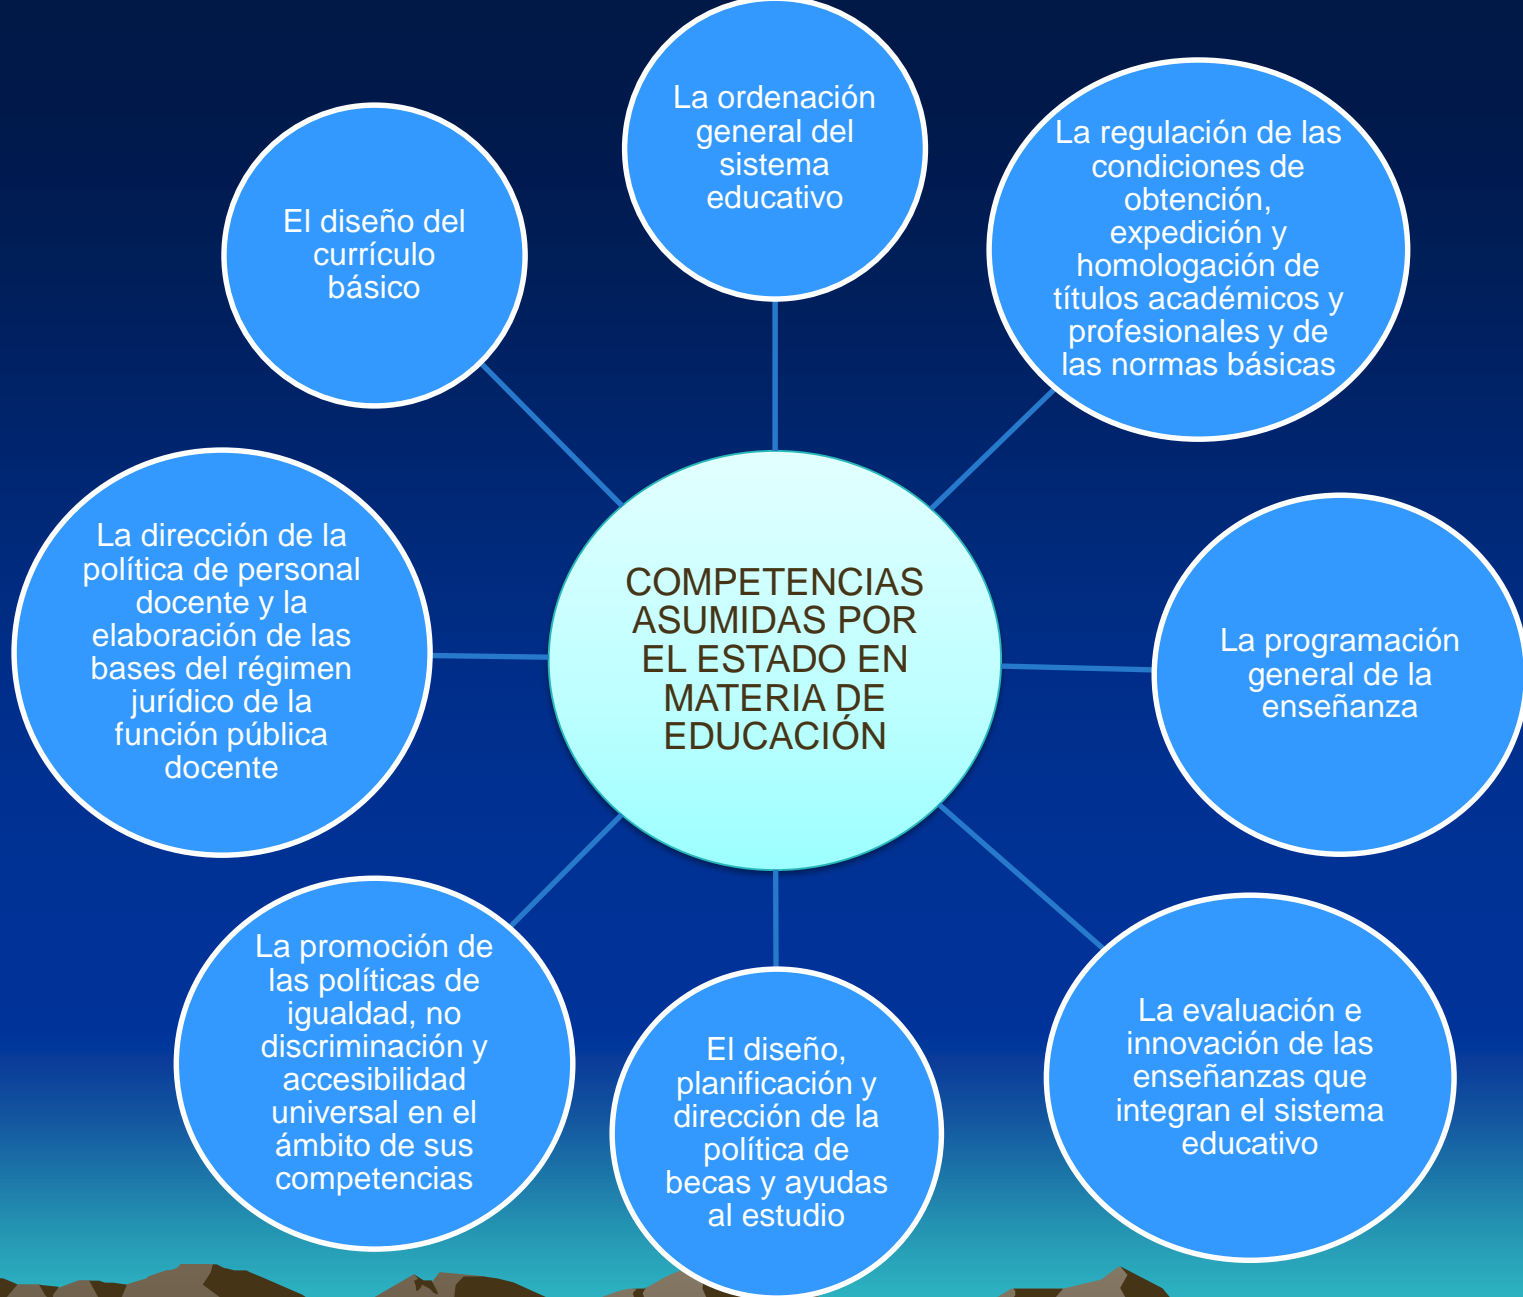 La ordenación
general del
sistema
educativo
La regulación de las
condiciones de
obtención,
expedición y
homologación de
títulos académicos y
profesionales y de
las normas básicas
La programación
general de la
enseñanza
La evaluación e
innovación de las
enseñanzas que
integran el sistema
educativo
El diseño,
planificación y
dirección de la
política de
becas y ayudas
al estudio
La promoción de
las políticas de
igualdad, no
discriminación y
accesibilidad
universal en el
ámbito de sus
competencias
La dirección de la
política de personal
docente y la
elaboración de las
bases del régimen
jurídico de la
función pública
docente
El diseño del
currículo
básico
COMPETENCIAS
ASUMIDAS POR
EL ESTADO EN
MATERIA DE
EDUCACIÓN